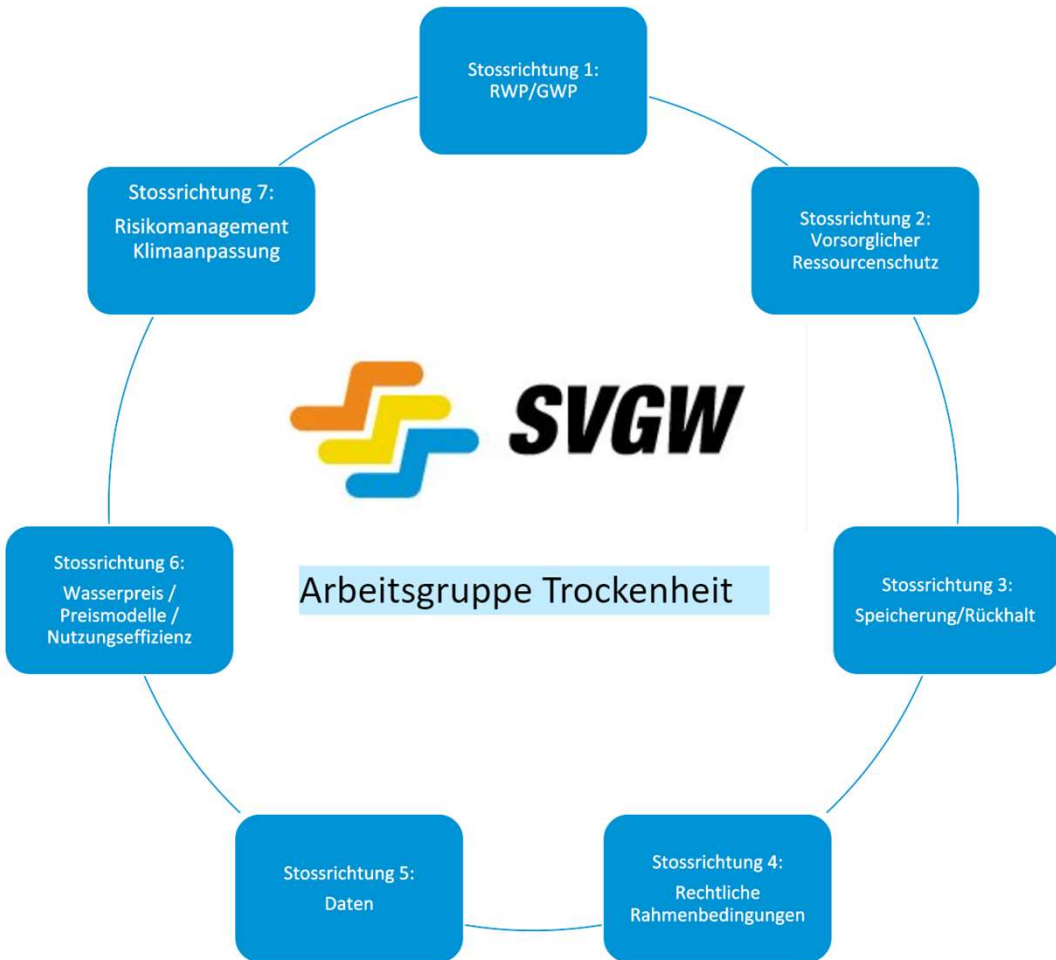 Stossrichtung 1:
RWP/GWP
Stossrichtung 2:
Vorsorglicher
Ressourcenschutz
Stossrichtung 3:
Speicherung/Rückhalt
Stossrichtung 4:
Rechtliche
Rahmenbedingungen
Stossrichtung 5:
Daten
Stossrichtung 6:
Wasserpreis /
Preismodelle /
Nutzungseffizienz
Stossrichtung 7:
Risikomanagement
Klimaanpassung
SVGW
Arbeitsgruppe Trockenheit